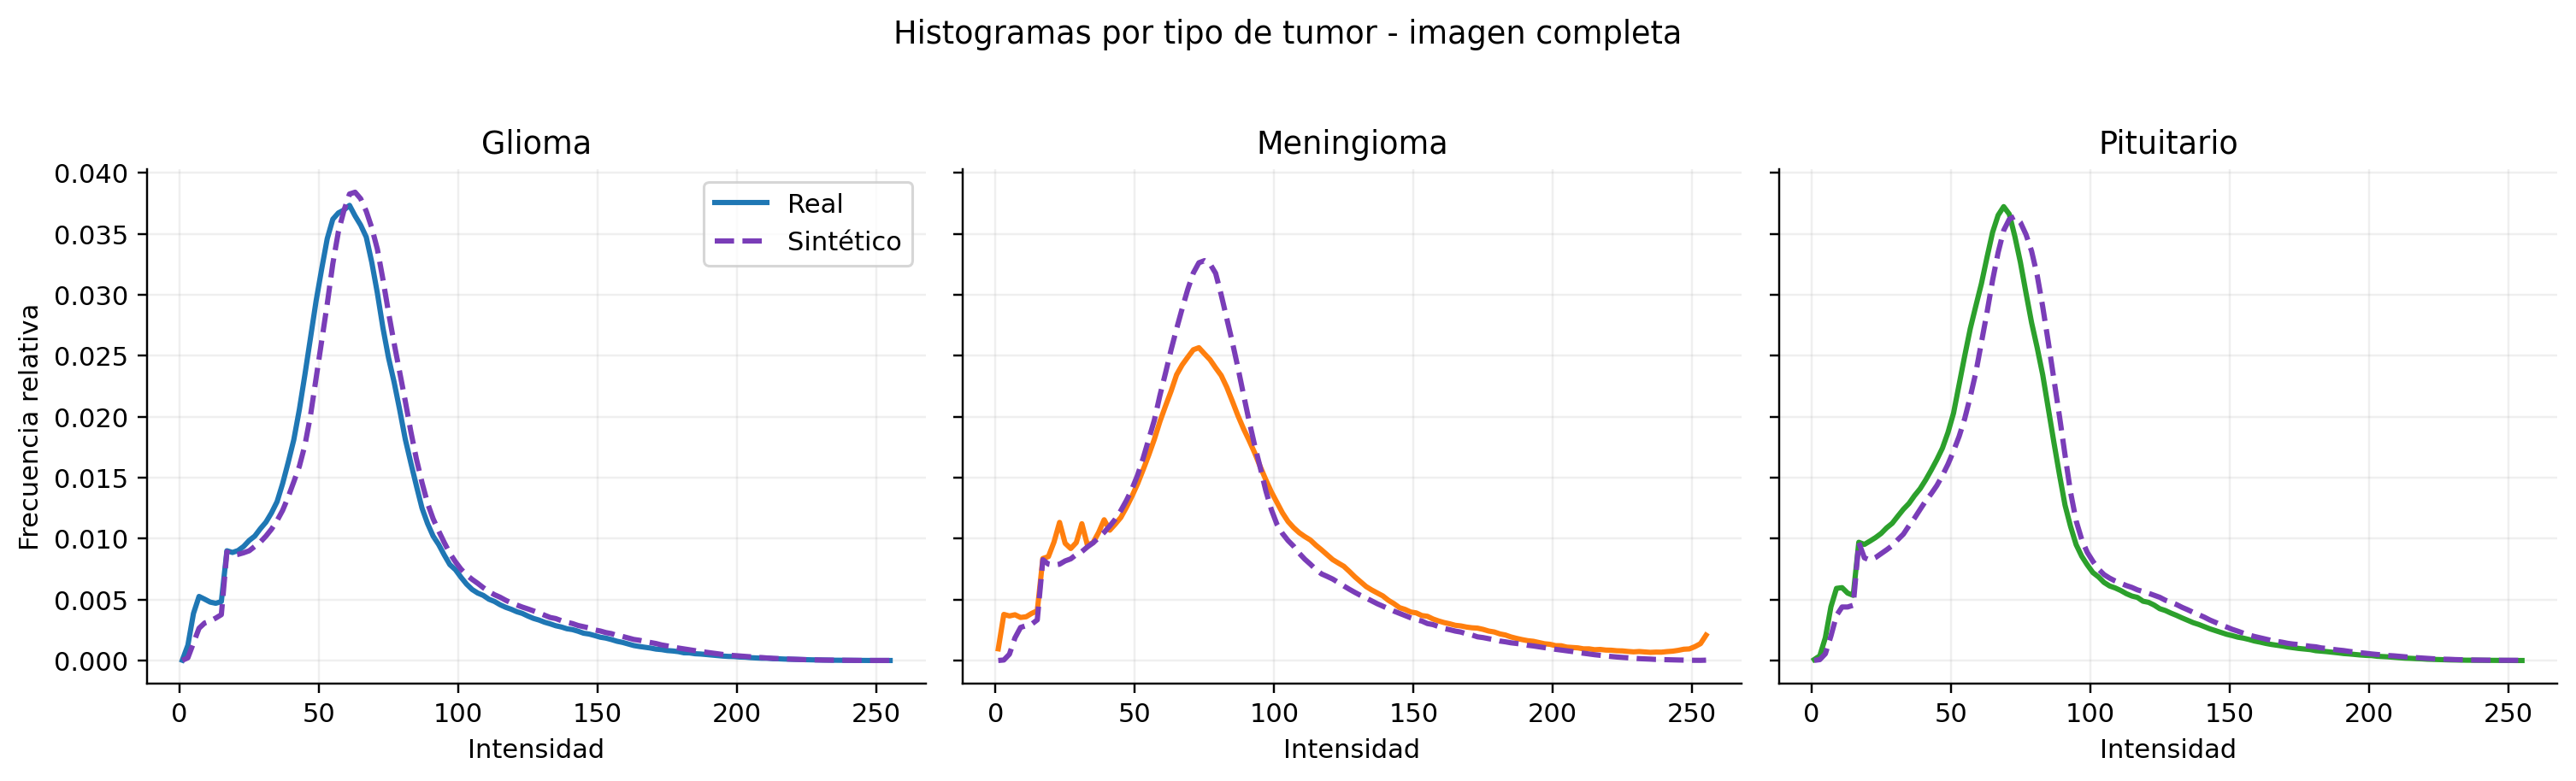 Histogramas por tipo de tumor - imagen completa
Glioma
Meningioma
Pituitario
Real
Sintético
Frecuencia relativa
0.040
0.035
0.030
0.025
0.020
0.015
0.010
0.005
0.000
0 50 100 150 200 250
0 50 100 150 200 250
0 50 100 150 200 250
Intensidad
Intensidad
Intensidad